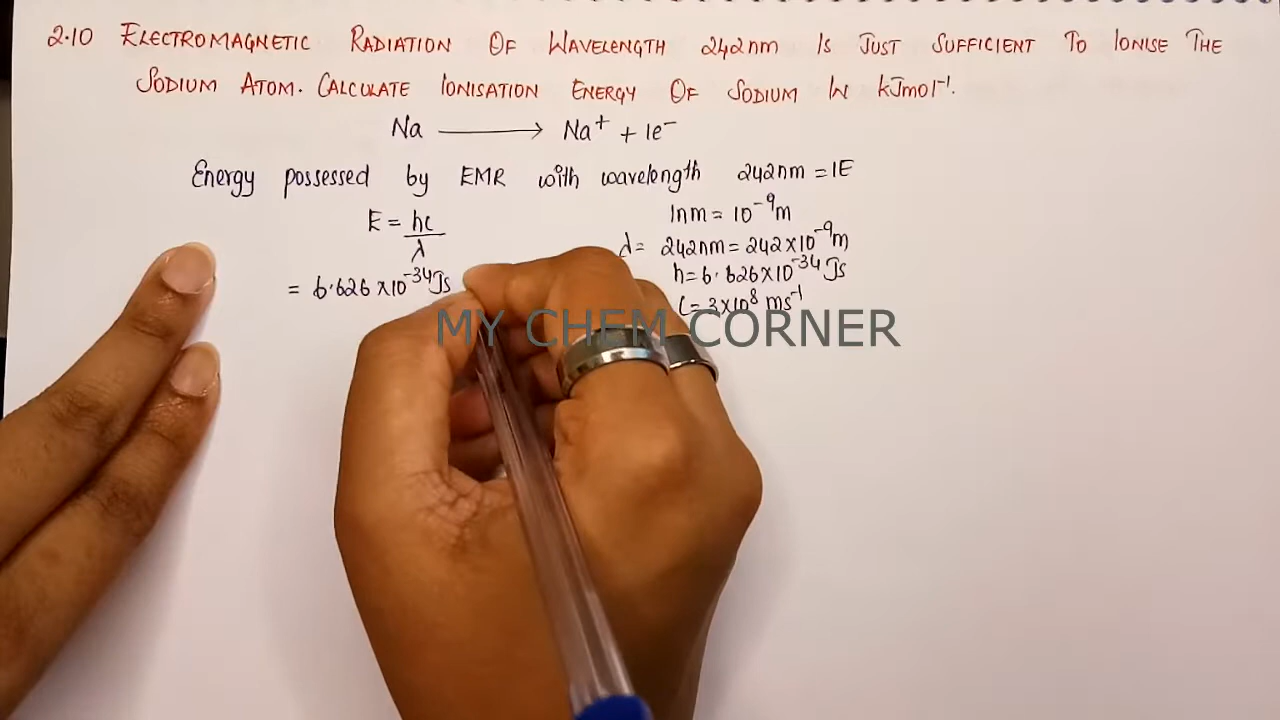 2.10 ELECTROMAGNETIC RADIATION OF WAVELENGTH 242nm IS JUST SUFFICIENT TO IONISE THE
SODIUM ATOM. CALCULATE IONISATION ENERGY OF SODIUM IN kJmol⁻¹.
Na ⟶ Na⁺ + 1e⁻
Energy possessed by EMR with wavelength 242nm = IE
E = hc/λ
= 6.626 × 10⁻³⁴ Js
1nm = 10⁻⁹m
λ = 242nm = 242×10⁻⁹m
h = 6.626×10⁻³⁴ Js
C = 3×10⁸ ms⁻¹
MY CHEM CORNER